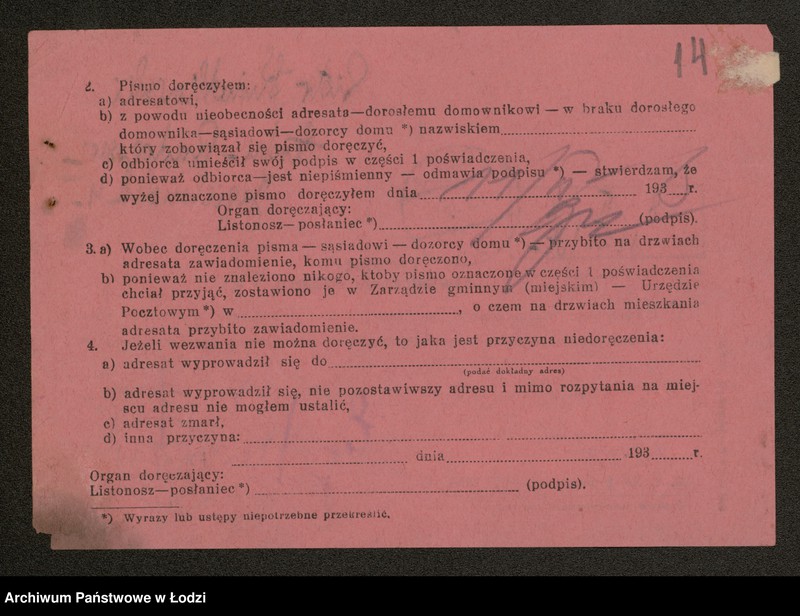 14
2. Pismo doręczyłem:
a) adresatowi,
b) z powodu nieobecności adresata—dorosłemu domownikowi — w braku dorosłego
domownika—sąsiadowi—dozorcy domu *) nazwiskiem
który zobowiązał się pismo doręczyć,
c) odbiorca umieścił swój podpis w części 1 poświadczenia,
d) ponieważ odbiorca—jest niepiśmienny — odmawia podpisu *) — stwierdzam, że
wyżej oznaczone pismo doręczyłem dnia 193 r.
Organ doręczający:
Listonosz—posłaniec *) (podpis).
3. a) Wobec doręczenia pisma — sąsiadowi — dozorcy domu *) — przybito na drzwiach
adresata zawiadomienie, komu pismo doręczono,
b) ponieważ nie znaleziono nikogo, ktoby pismo oznaczone w części 1 poświadczenia
chciał przyjąć, zostawiono je w Zarządzie gminnym (miejskim) — Urzędzie
Pocztowym *) w , o czem na drzwiach mieszkania
adresata przybito zawiadomienie.
4. Jeżeli wezwania nie można doręczyć, to jaka jest przyczyna niedoręczenia:
a) adresat wyprowadził się do
(podać dokładny adres)
b) adresat wyprowadził się, nie pozostawiwszy adresu i mimo rozpytania na miej-
scu adresu nie mogłem ustalić,
c) adresat zmarł,
d) inna przyczyna:
dnia 193 r.
Organ doręczający:
Listonosz—posłaniec *) (podpis).
*) Wyrazy lub ustępy niepotrzebne przekreślić.
Archiwum Państwowe w Łodzi